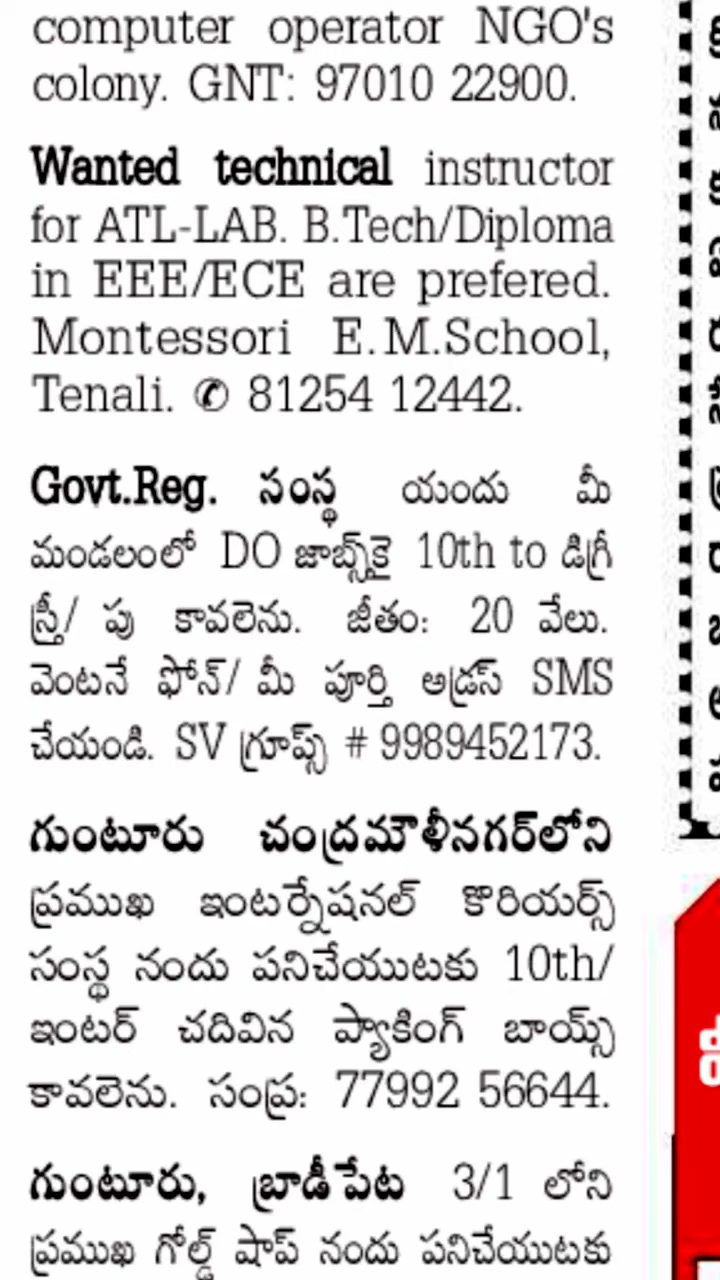 computer operator NGO's
colony. GNT: 97010 22900.
Wanted technical instructor
for ATL-LAB. B.Tech/Diploma
in EEE/ECE are prefered.
Montessori E.M.School,
Tenali. ✆ 81254 12442.
Govt.Reg. సంస్థ యందు మీ
మండలంలో DO జాబ్స్‌కై 10th to డిగ్రీ
స్త్రీ/ పు కావలెను. జీతం: 20 వేలు.
వెంటనే ఫోన్/ మీ పూర్తి అడ్రస్ SMS
చేయండి. SV గ్రూప్స్ # 9989452173.
గుంటూరు చంద్రమౌళీనగర్‌లోని
ప్రముఖ ఇంటర్నేషనల్ కొరియర్స్
సంస్థ నందు పనిచేయుటకు 10th/
ఇంటర్ చదివిన ప్యాకింగ్ బాయ్స్
కావలెను. సంప్ర: 77992 56644.
గుంటూరు, బ్రాడీపేట 3/1 లోని
ప్రముఖ గోల్డ్ షాప్ నందు పనిచేయుటకు